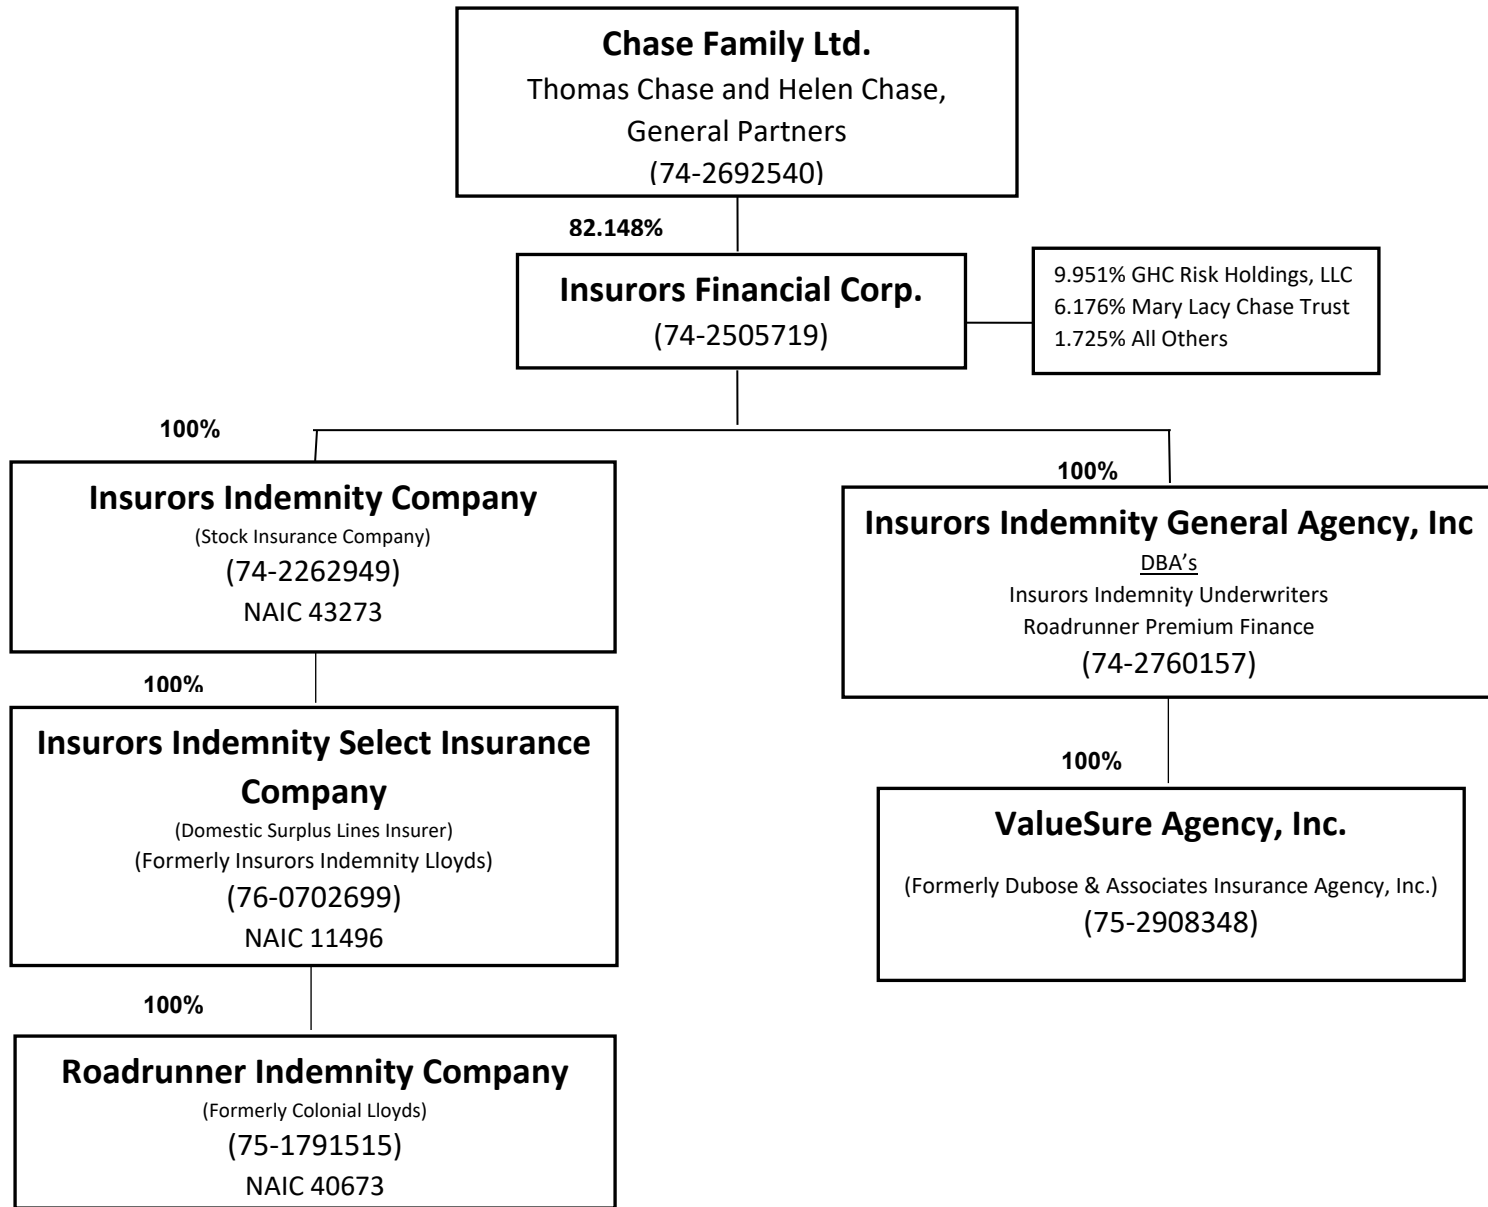 Chase Family Ltd.
Thomas Chase and Helen Chase,
General Partners
(74-2692540)
82.148%
Insurors Financial Corp.
(74-2505719)
9.951% GHC Risk Holdings, LLC
6.176% Mary Lacy Chase Trust
1.725% All Others
100%
Insurors Indemnity Company
(Stock Insurance Company)
(74-2262949)
NAIC 43273
100%
Insurors Indemnity Select Insurance
Company
(Domestic Surplus Lines Insurer)
(Formerly Insurors Indemnity Lloyds)
(76-0702699)
NAIC 11496
100%
Roadrunner Indemnity Company
(Formerly Colonial Lloyds)
(75-1791515)
NAIC 40673
100%
Insurors Indemnity General Agency, Inc
DBA's
Insurors Indemnity Underwriters
Roadrunner Premium Finance
(74-2760157)
100%
ValueSure Agency, Inc.
(Formerly Dubose & Associates Insurance Agency, Inc.)
(75-2908348)